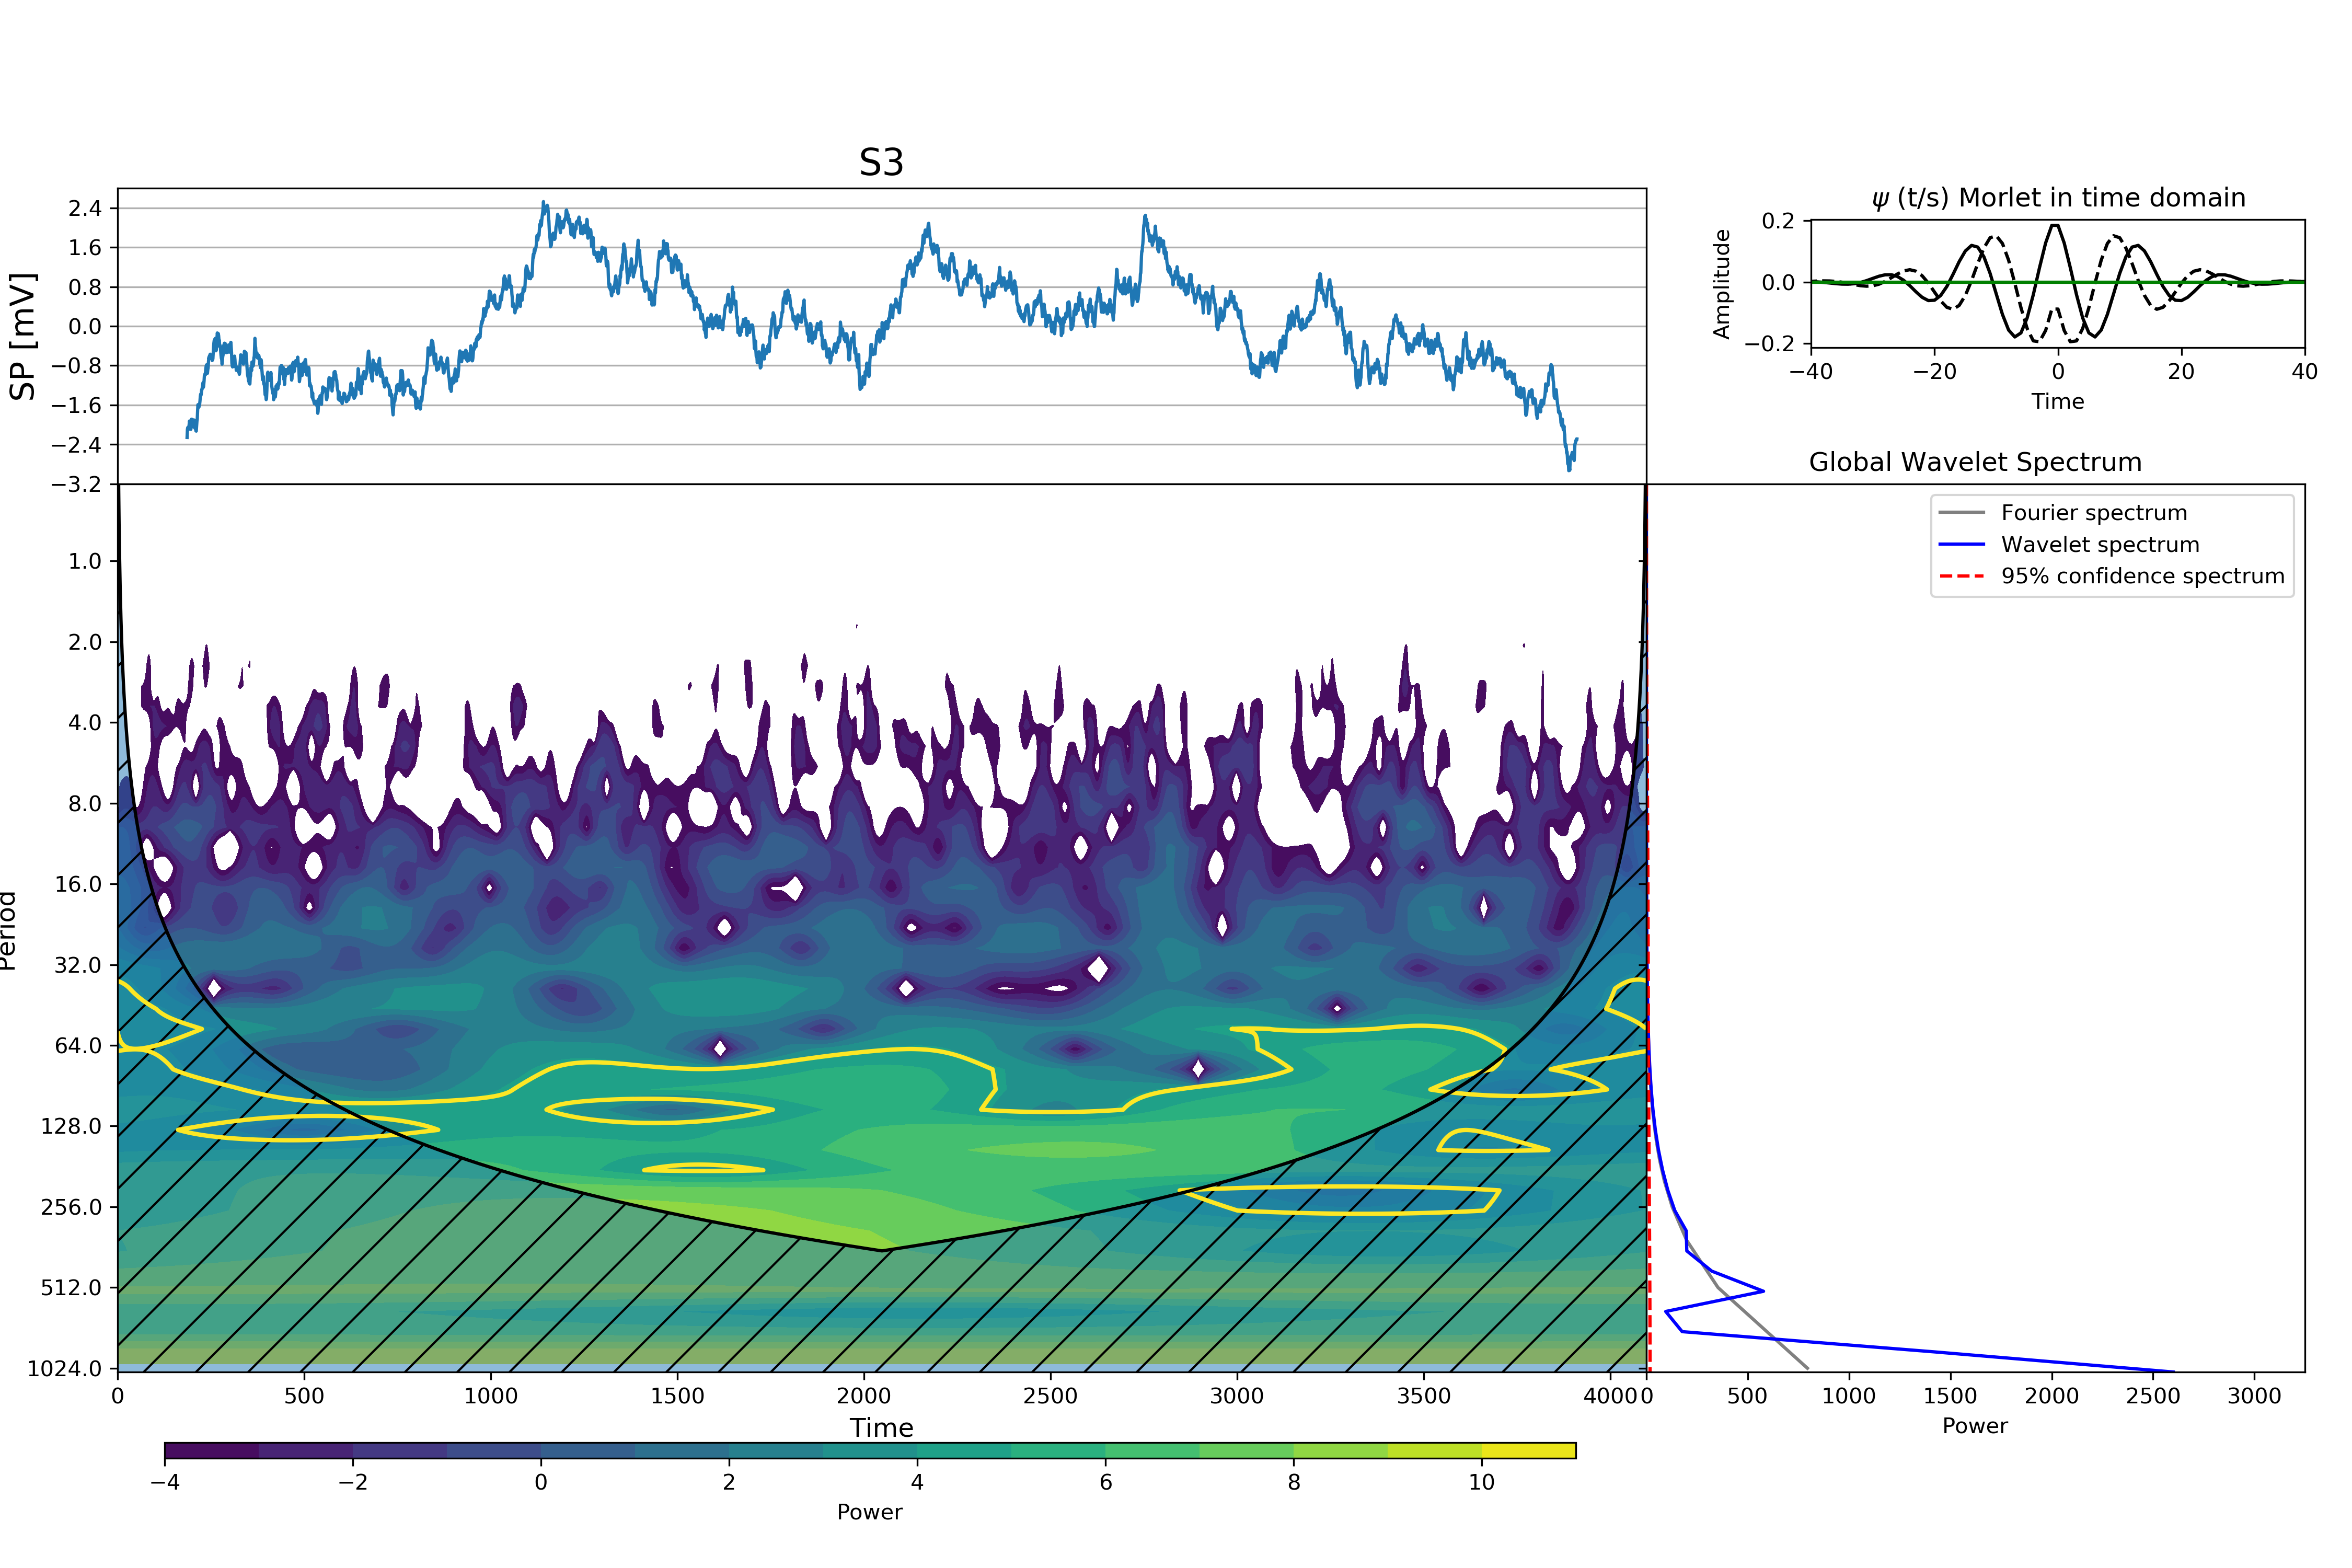 S3
SP [mV]
2.4
1.6
0.8
0.0
−0.8
−1.6
−2.4
−3.2
ψ (t/s) Morlet in time domain
Amplitude
0.2
0.0
−0.2
−40 −20 0 20 40
Time
Period
1.0
2.0
4.0
8.0
16.0
32.0
64.0
128.0
256.0
512.0
1024.0
0 500 1000 1500 2000 2500 3000 3500 4000
Time
Global Wavelet Spectrum
Fourier spectrum
Wavelet spectrum
95% confidence spectrum
0 500 1000 1500 2000 2500 3000
Power
−4 −2 0 2 4 6 8 10
Power